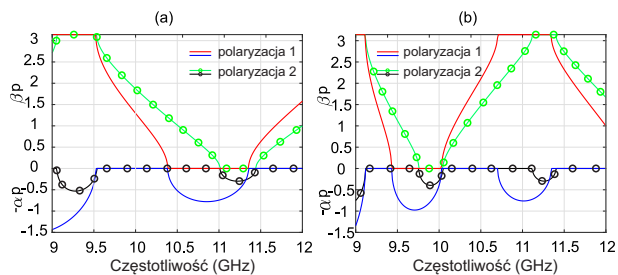 (a) (b)
3
2.5
2
1.5
1
0.5
0
-0.5
-1
-1.5
βp
-αp
polaryzacja 1
polaryzacja 2
9 9.5 10 10.5 11 11.5 12
Częstotliwość (GHz)
3
2.5
2
1.5
1
0.5
0
-0.5
-1
-1.5
βp
-αp
polaryzacja 1
polaryzacja 2
9 9.5 10 10.5 11 11.5 12
Częstotliwość (GHz)